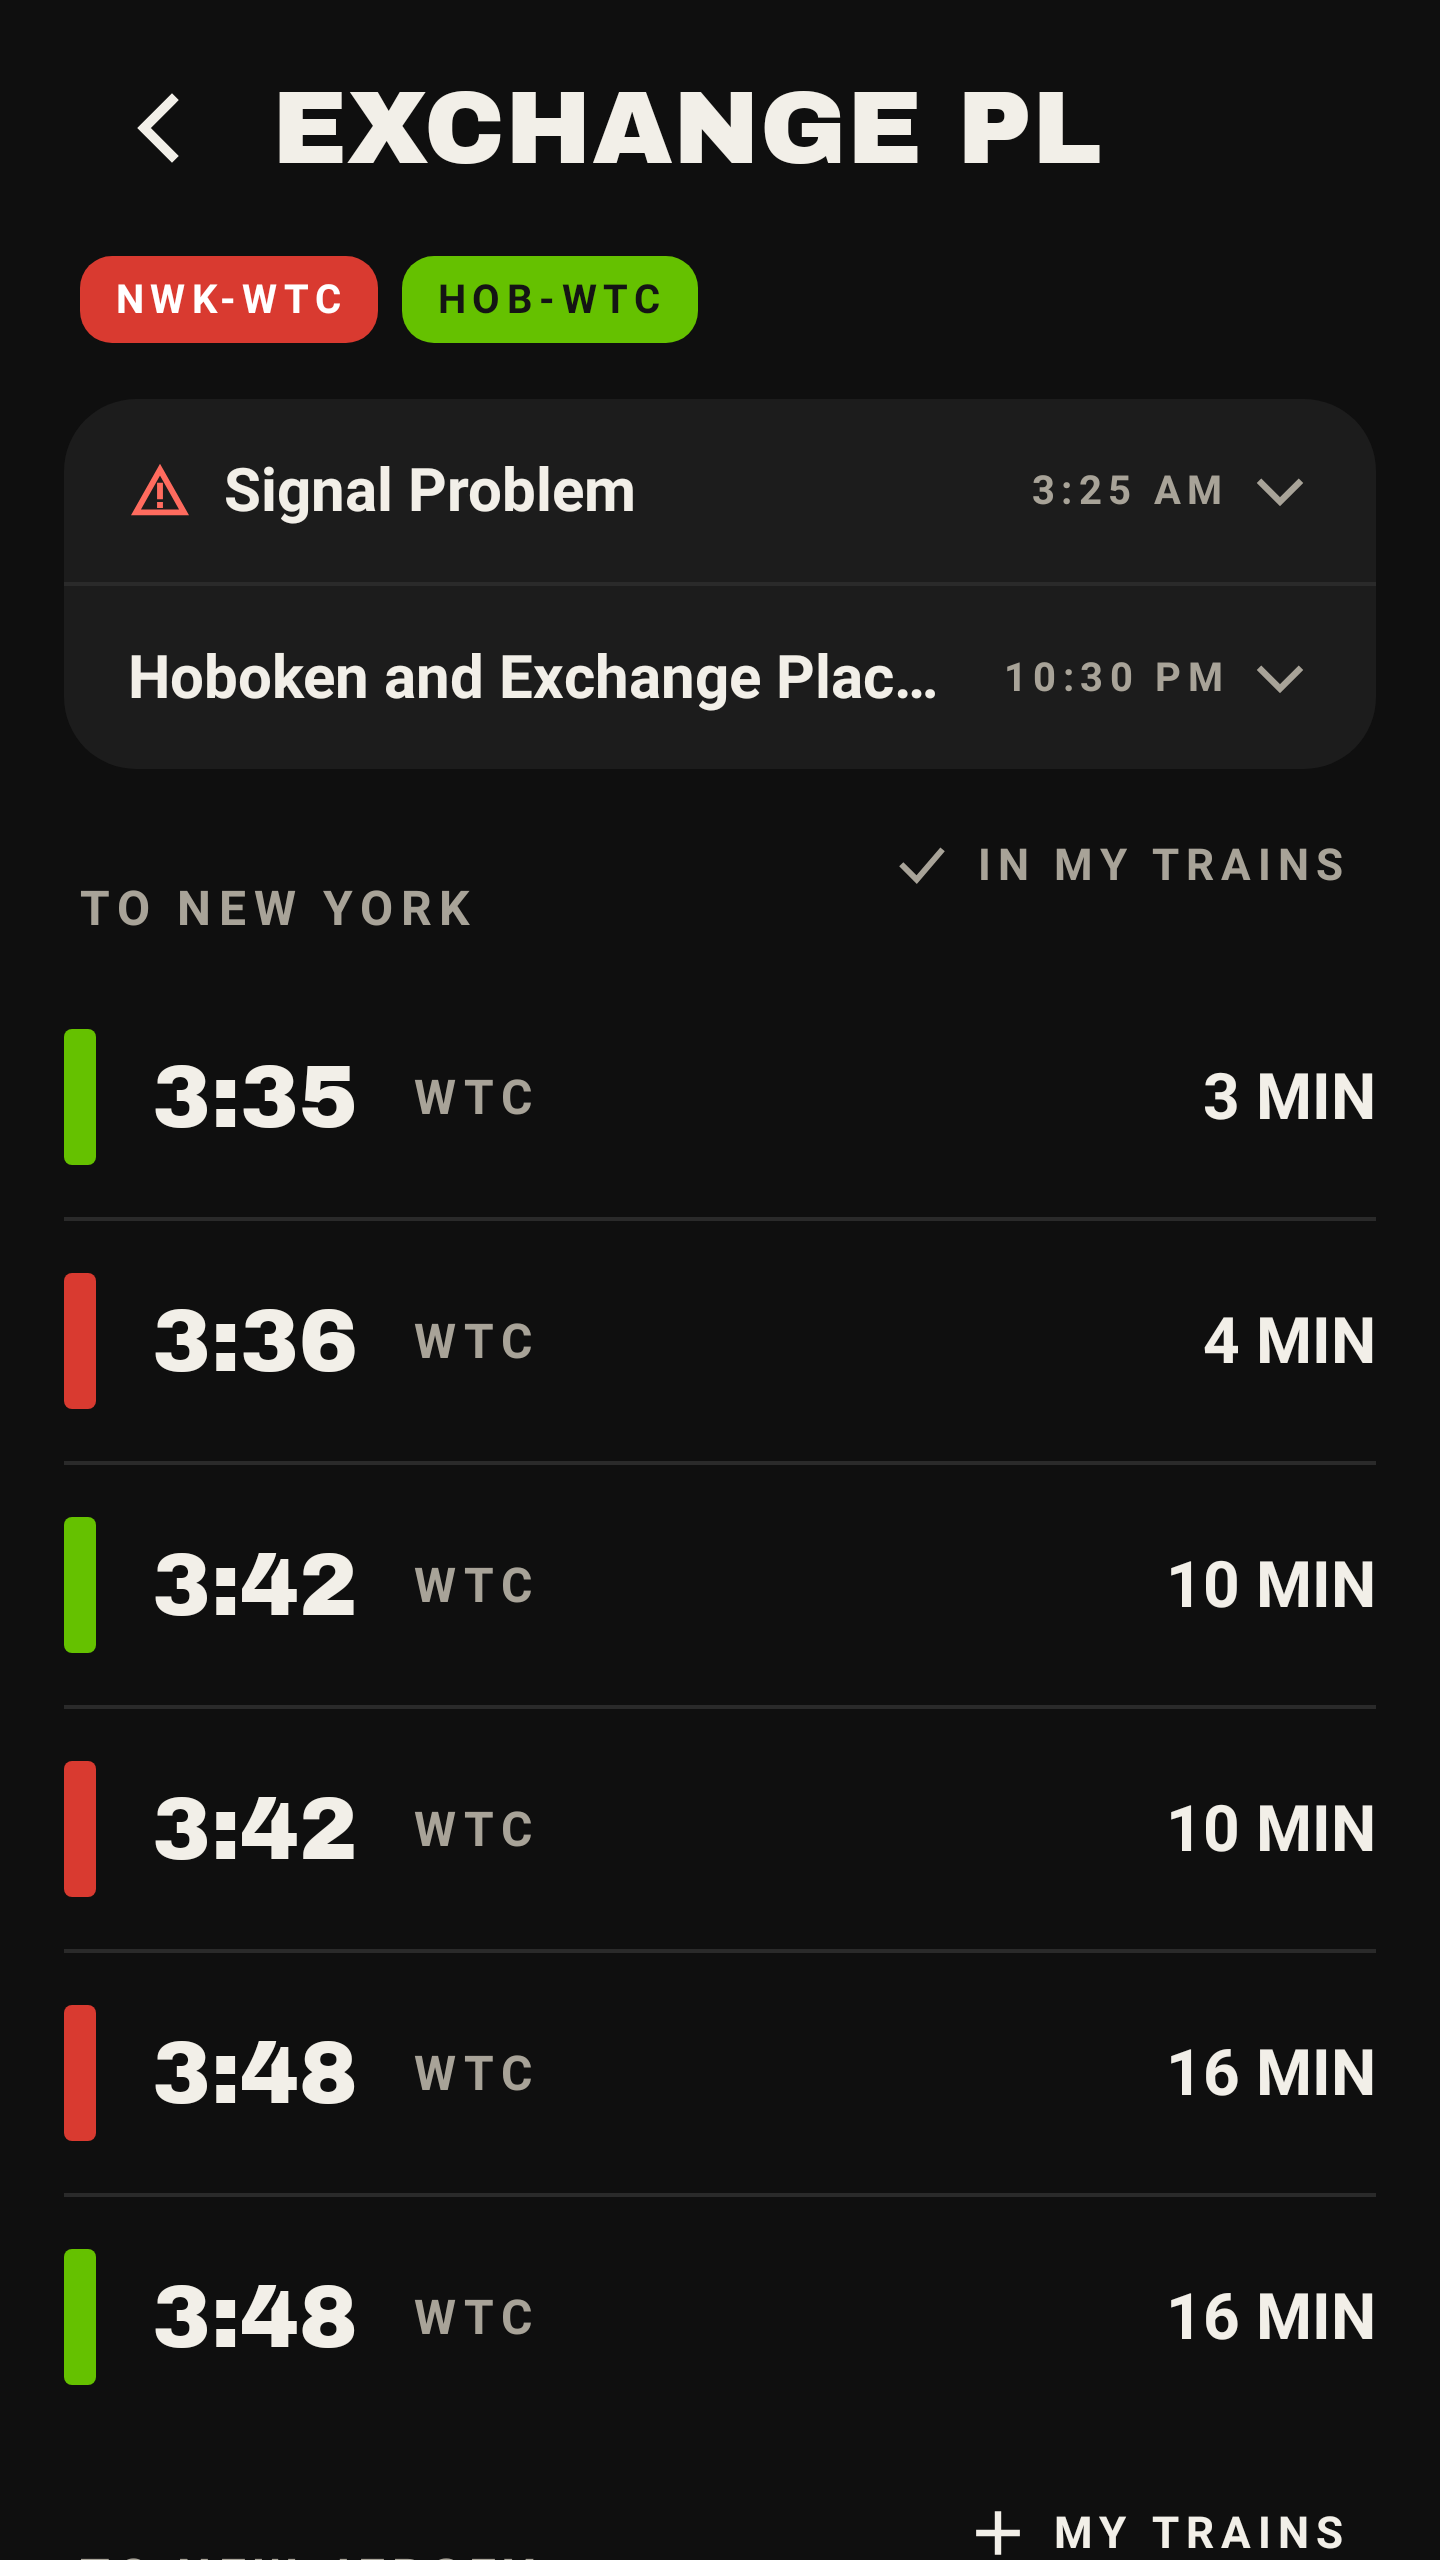 EXCHANGE PL
NWK-WTC HOB-WTC
Signal Problem 3:25 AM
Hoboken and Exchange Plac... 10:30 PM
IN MY TRAINS
TO NEW YORK
3:35 WTC 3 MIN
3:36 WTC 4 MIN
3:42 WTC 10 MIN
3:42 WTC 10 MIN
3:48 WTC 16 MIN
3:48 WTC 16 MIN
MY TRAINS